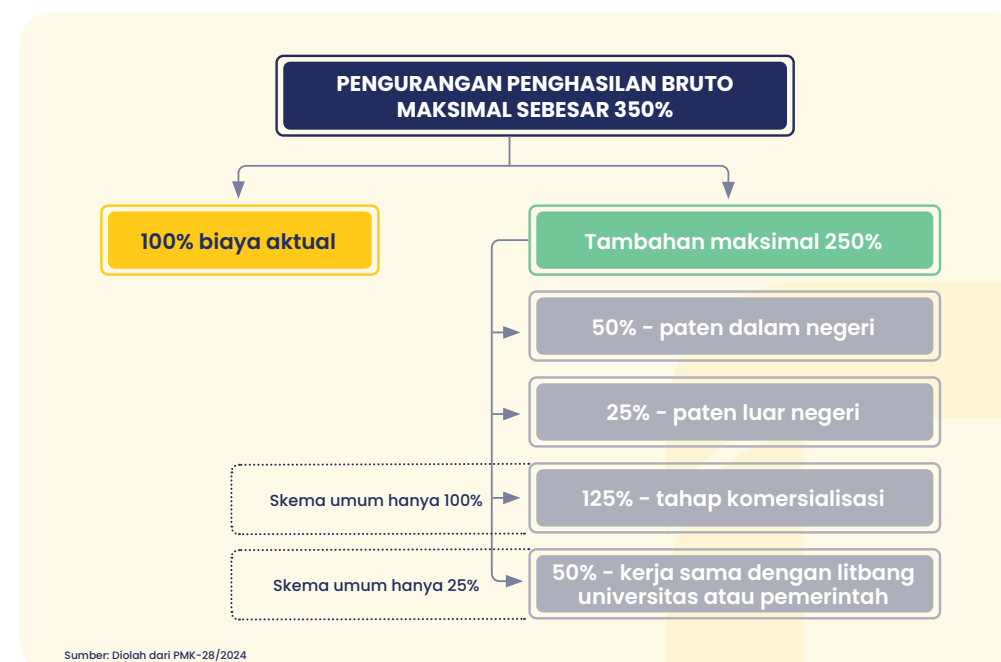 PENGURANGAN PENGHASILAN BRUTO
MAKSIMAL SEBESAR 350%
100% biaya aktual
Tambahan maksimal 250%
50% - paten dalam negeri
25% - paten luar negeri
Skema umum hanya 100%
125% - tahap komersialisasi
Skema umum hanya 25%
50% - kerja sama dengan litbang
universitas atau pemerintah
Sumber: Diolah dari PMK-28/2024